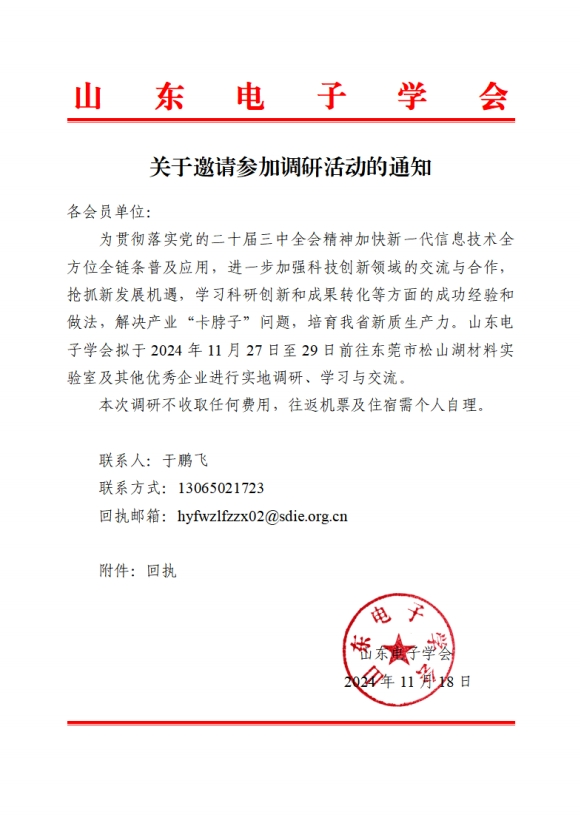 山东电子学会
关于邀请参加调研活动的通知
各会员单位：
为贯彻落实党的二十届三中全会精神加快新一代信息技术全
方位全链条普及应用，进一步加强科技创新领域的交流与合作，
抢抓新发展机遇，学习科研创新和成果转化等方面的成功经验和
做法，解决产业“卡脖子”问题，培育我省新质生产力。山东电
子学会拟于 2024 年 11 月 27 日至 29 日前往东莞市松山湖材料实
验室及其他优秀企业进行实地调研、学习与交流。
本次调研不收取任何费用，往返机票及住宿需个人自理。
联系人：于鹏飞
联系方式：13065021723
回执邮箱：hyfwzlfzzx02@sdie.org.cn
附件：回执
山东电子学会
山东电子学会
2024 年 11 月 18 日